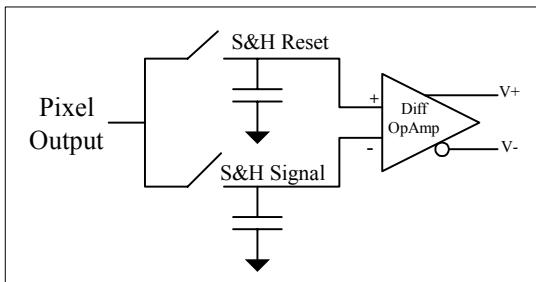 S&H Reset
Pixel
Output
+
Diff
OpAmp
-
V+
V-
S&H Signal